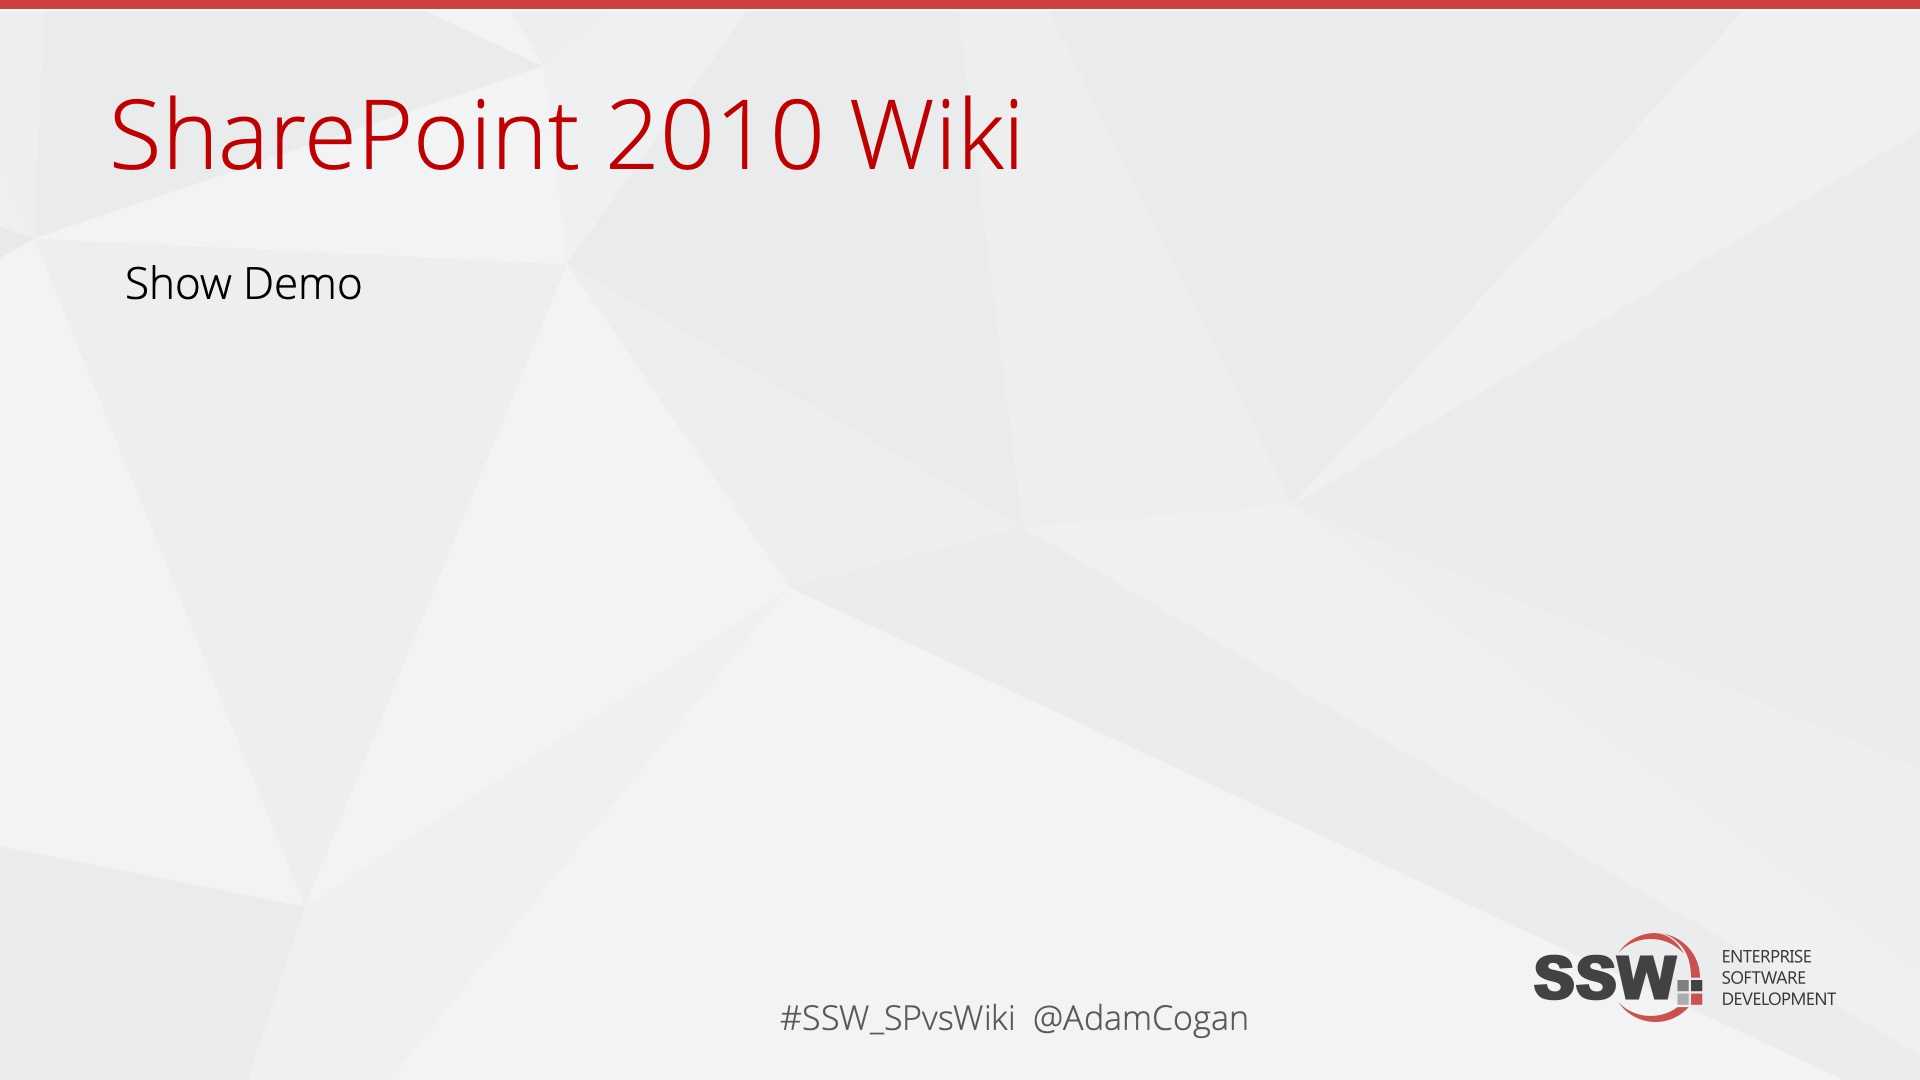 SharePoint 2010 Wiki
Show Demo
#SSW_SPvsWiki @AdamCogan
SSW
ENTERPRISE
SOFTWARE
DEVELOPMENT